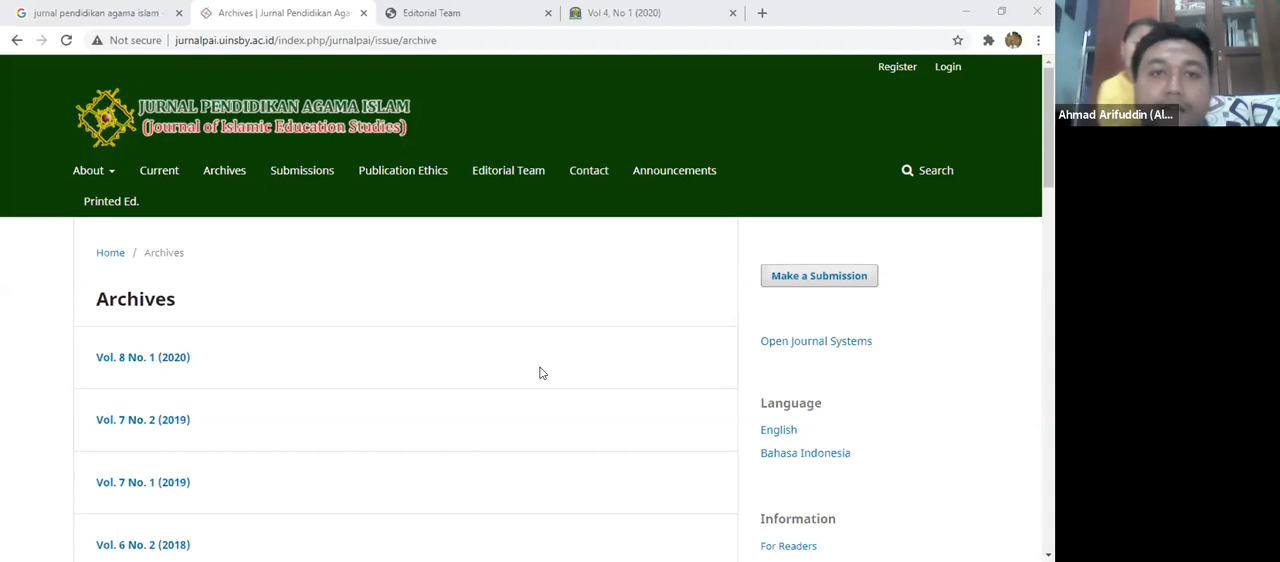 jurnal pendidikan agama islam
Archives | Jurnal Pendidikan Aga
Editorial Team
Vol 4, No 1 (2020)
Not secure
jurnalpai.uinsby.ac.id/index.php/jurnalpai/issue/archive
Register
Login
JURNAL PENDIDIKAN AGAMA ISLAM
(Journal of Islamic Education Studies)
Ahmad Arifuddin (Al...
About
Current
Archives
Submissions
Publication Ethics
Editorial Team
Contact
Announcements
Search
Printed Ed.
Home / Archives
Archives
Vol. 8 No. 1 (2020)
Vol. 7 No. 2 (2019)
Vol. 7 No. 1 (2019)
Vol. 6 No. 2 (2018)
Make a Submission
Open Journal Systems
Language
English
Bahasa Indonesia
Information
For Readers